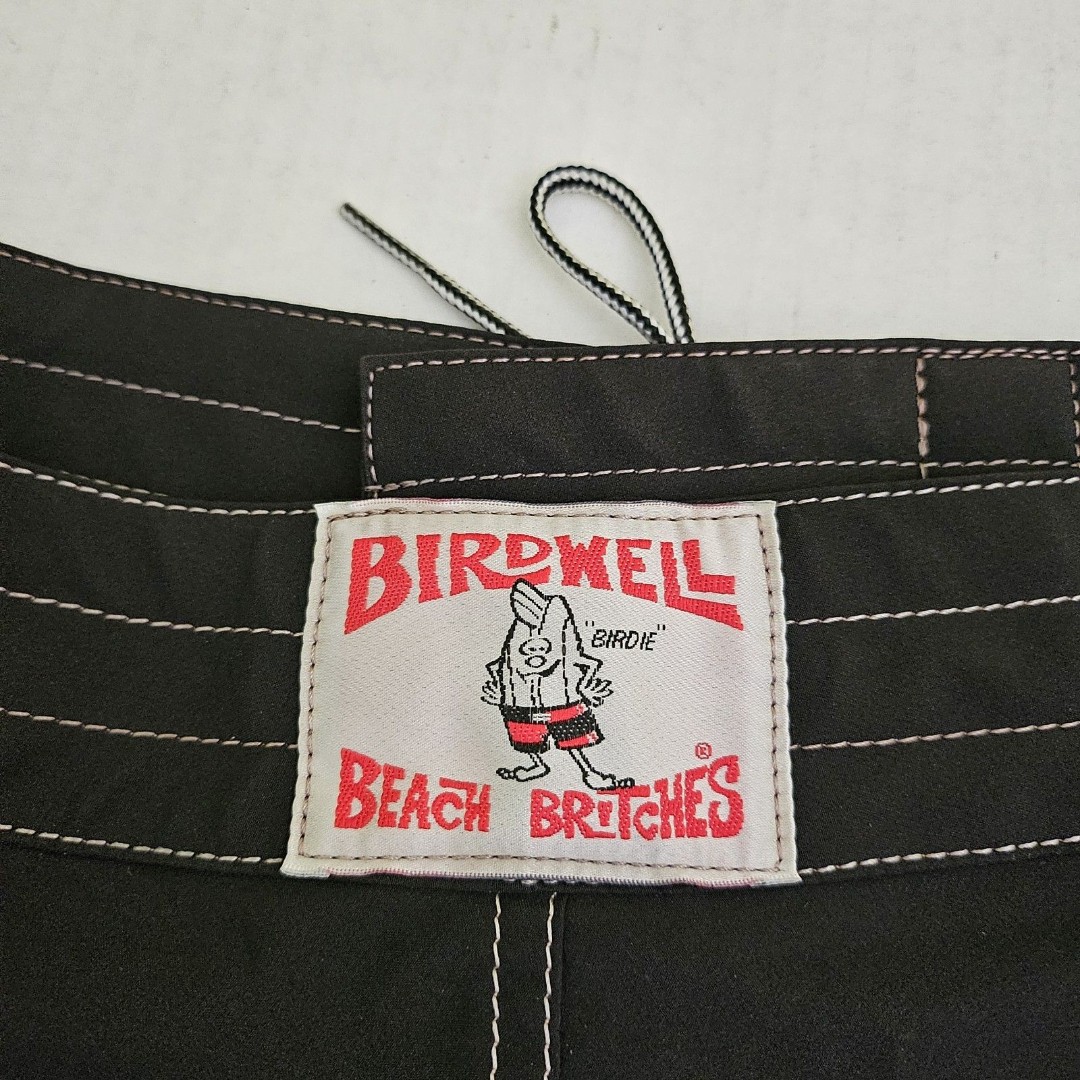 BIRDWELL
"BIRDIE"
®
BEACH BRITCHES